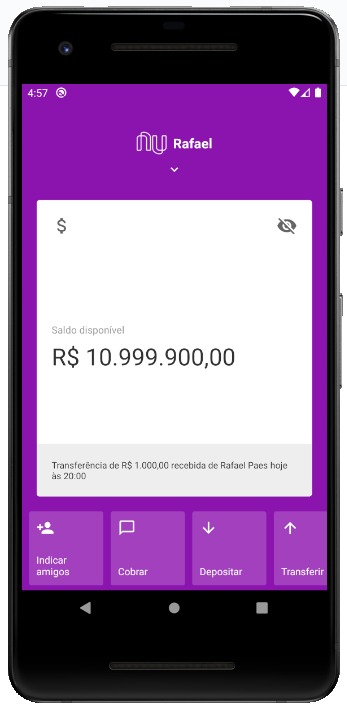 4:57
nu Rafael
$
Saldo disponível
R$ 10.999.900,00
Transferência de R$ 1.000,00 recebida de Rafael Paes hoje
às 20:00
Indicar
amigos
Cobrar
Depositar
Transferir